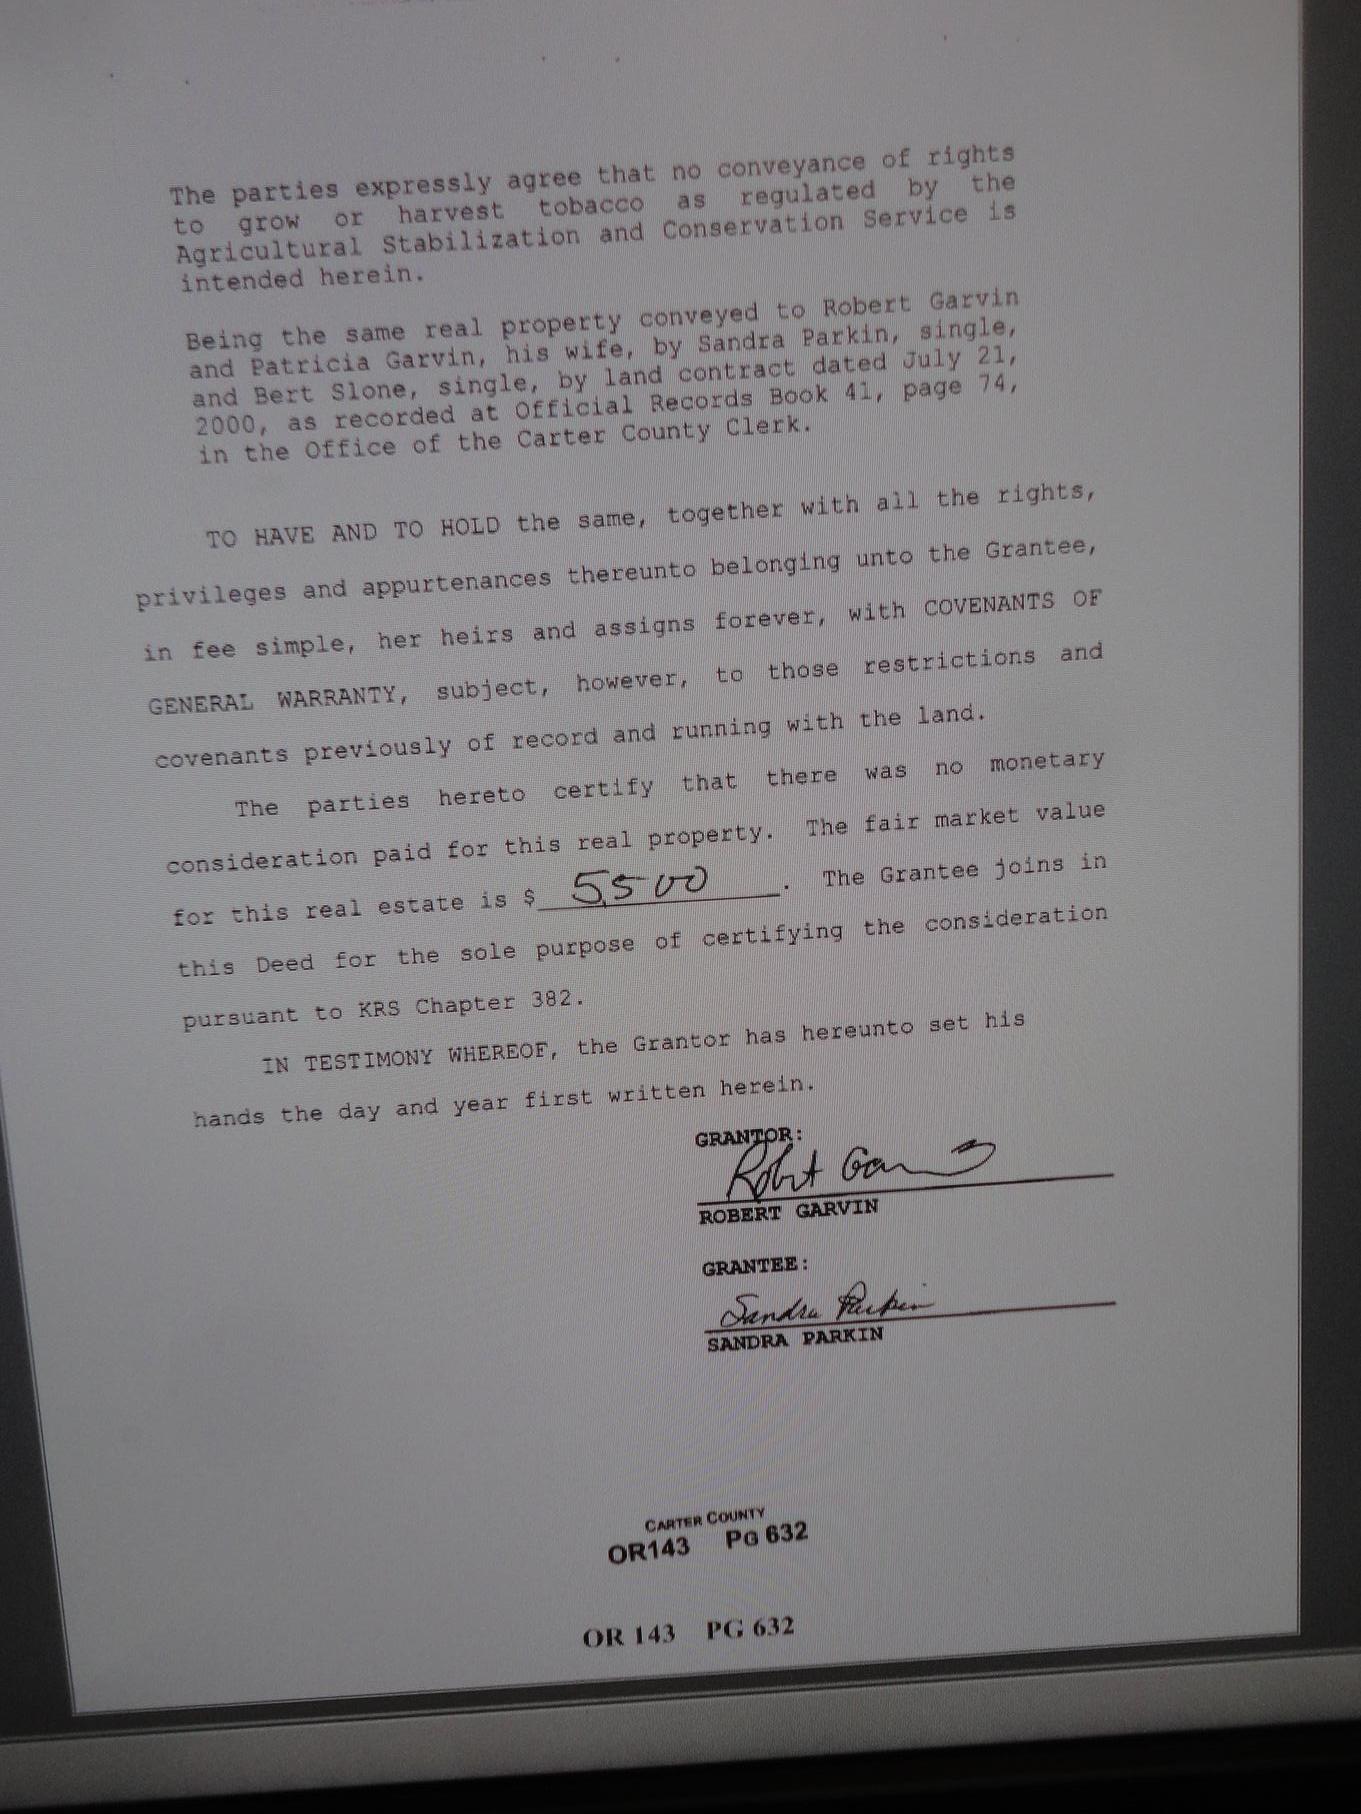 The parties expressly agree that no conveyance of rights
to grow or harvest tobacco as regulated by the
Agricultural Stabilization and Conservation Service is
intended herein.
Being the same real property conveyed to Robert Garvin
and Patricia Garvin, his wife, by Sandra Parkin, single,
and Bert Slone, single, by land contract dated July 21,
2000, as recorded at Official Records Book 41, page 74,
in the Office of the Carter County Clerk.
TO HAVE AND TO HOLD the same, together with all the rights,
privileges and appurtenances thereunto belonging unto the Grantee,
in fee simple, her heirs and assigns forever, with COVENANTS OF
GENERAL WARRANTY, subject, however, to those restrictions and
covenants previously of record and running with the land.
The parties hereto certify that there was no monetary
consideration paid for this real property. The fair market value
for this real estate is $ 5,500. The Grantee joins in
this Deed for the sole purpose of certifying the consideration
pursuant to KRS Chapter 382.
IN TESTIMONY WHEREOF, the Grantor has hereunto set his
hands the day and year first written herein.
GRANTOR:
Robert Garvin
ROBERT GARVIN
GRANTEE:
Sandra Parkin
SANDRA PARKIN
CARTER COUNTY
OR143 PG 632
OR 143 PG 632